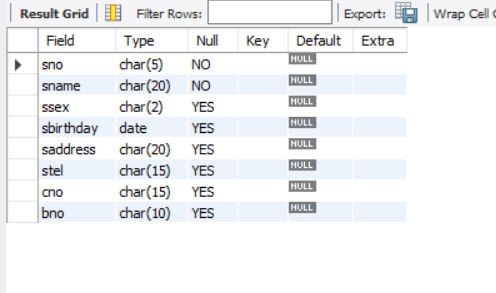 Result Grid Filter Rows: Export: Wrap Cell C
Field Type Null Key Default Extra
sno char(5) NO NULL
sname char(20) NO NULL
ssex char(2) YES NULL
sbirthday date YES NULL
saddress char(20) YES NULL
stel char(15) YES NULL
cno char(15) YES NULL
bno char(10) YES NULL